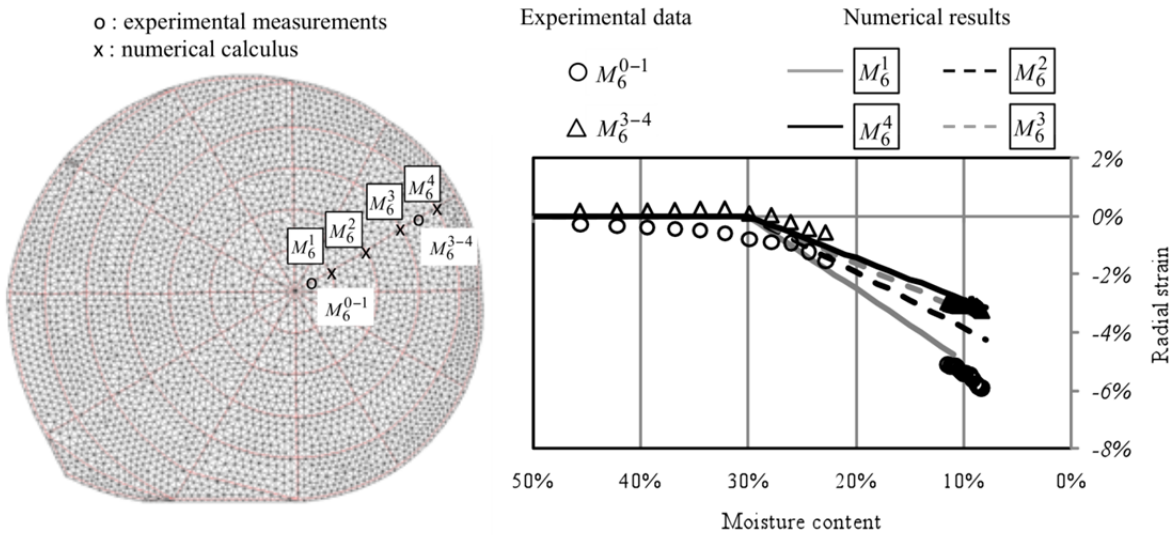 o : experimental measurements
x : numerical calculus
M₆⁴
M₆³
M₆²
M₆¹
M₆³⁻⁴
M₆⁰⁻¹
Experimental data Numerical results
M₆⁰⁻¹ M₆¹ M₆²
M₆³⁻⁴ M₆⁴ M₆³
2%
0%
-2%
-4%
-6%
-8%
Radial strain
50% 40% 30% 20% 10% 0%
Moisture content